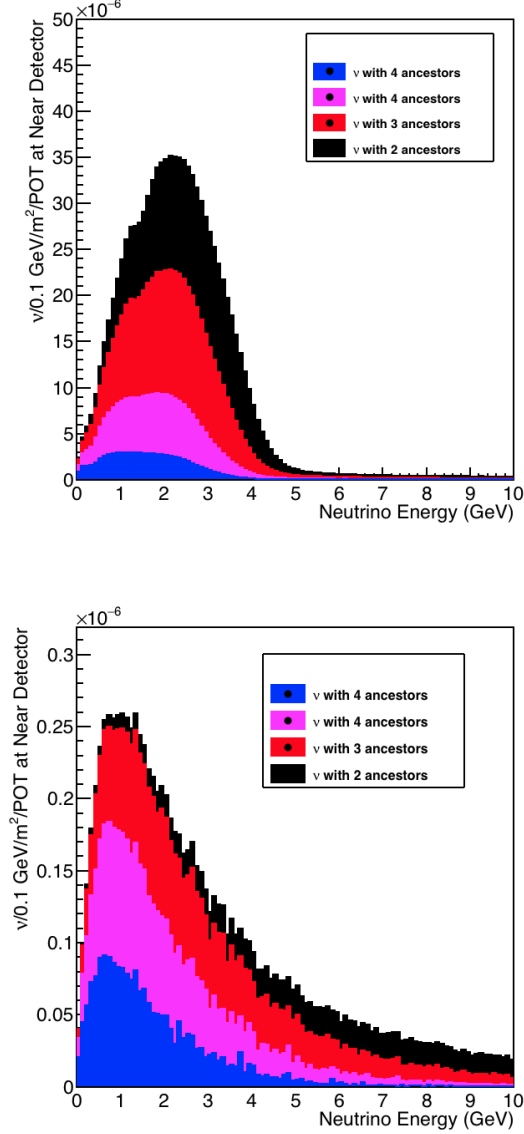 ×10⁻⁶
50
45
40
35
30
25
20
15
10
5
0
ν/0.1 GeV/m²/POT at Near Detector
ν with 4 ancestors
ν with 4 ancestors
ν with 3 ancestors
ν with 2 ancestors
0 1 2 3 4 5 6 7 8 9 10
Neutrino Energy (GeV)
×10⁻⁶
0.3
0.25
0.2
0.15
0.1
0.05
0
ν/0.1 GeV/m²/POT at Near Detector
ν with 4 ancestors
ν with 4 ancestors
ν with 3 ancestors
ν with 2 ancestors
0 1 2 3 4 5 6 7 8 9 10
Neutrino Energy (GeV)